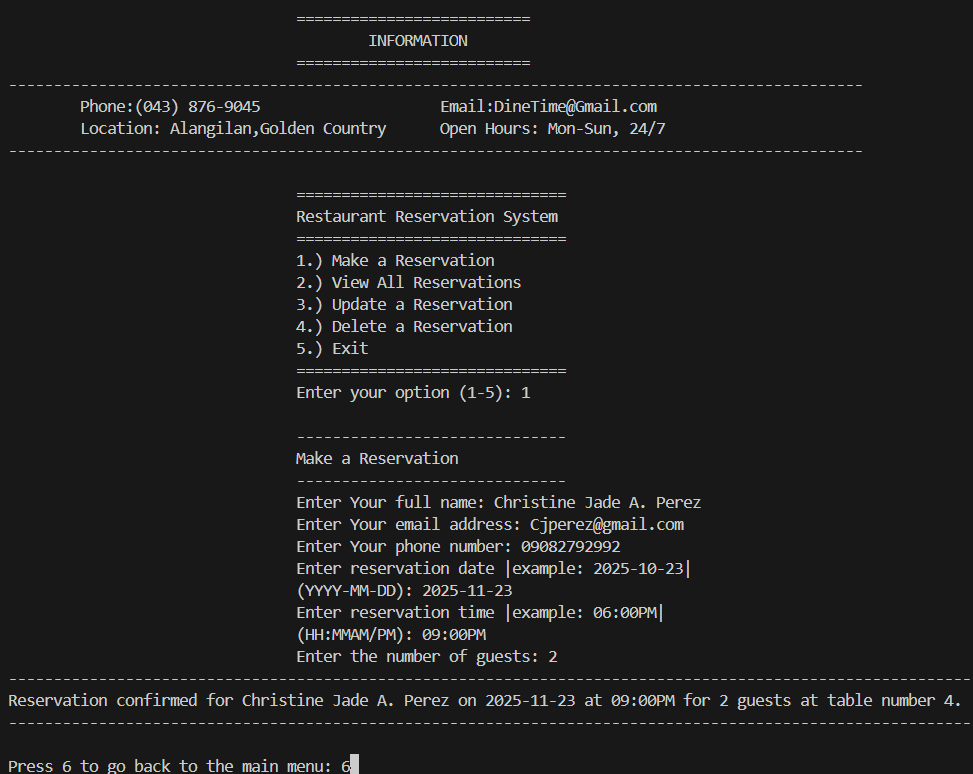 ==========================
INFORMATION
==========================
-----------------------------------------------------------------------------------------------
Phone:(043) 876-9045 Email:DineTime@Gmail.com
Location: Alangilan,Golden Country Open Hours: Mon-Sun, 24/7
-----------------------------------------------------------------------------------------------
==============================
Restaurant Reservation System
==============================
1.) Make a Reservation
2.) View All Reservations
3.) Update a Reservation
4.) Delete a Reservation
5.) Exit
==============================
Enter your option (1-5): 1
------------------------------
Make a Reservation
------------------------------
Enter Your full name: Christine Jade A. Perez
Enter Your email address: Cjperez@gmail.com
Enter Your phone number: 09082792992
Enter reservation date |example: 2025-10-23|
(YYYY-MM-DD): 2025-11-23
Enter reservation time |example: 06:00PM|
(HH:MMAM/PM): 09:00PM
Enter the number of guests: 2
-----------------------------------------------------------------------------------------------------------
Reservation confirmed for Christine Jade A. Perez on 2025-11-23 at 09:00PM for 2 guests at table number 4.
-----------------------------------------------------------------------------------------------------------
Press 6 to go back to the main menu: 6